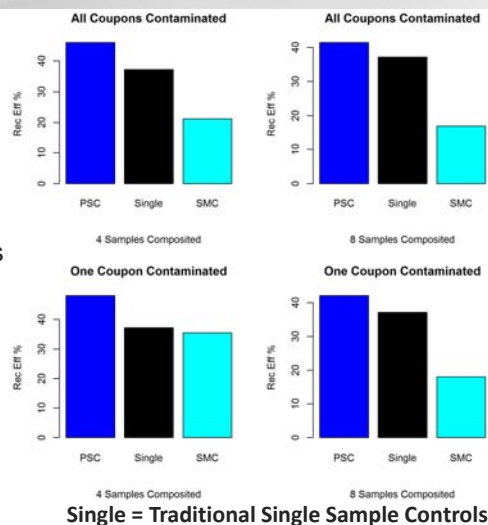 All Coupons Contaminated
Rec Eff %
0 10 20 30 40
PSC Single SMC
4 Samples Composited
All Coupons Contaminated
Rec Eff %
0 10 20 30 40
PSC Single SMC
8 Samples Composited
s
One Coupon Contaminated
Rec Eff %
0 10 20 30 40
PSC Single SMC
4 Samples Composited
One Coupon Contaminated
Rec Eff %
0 10 20 30 40
PSC Single SMC
8 Samples Composited
Single = Traditional Single Sample Controls